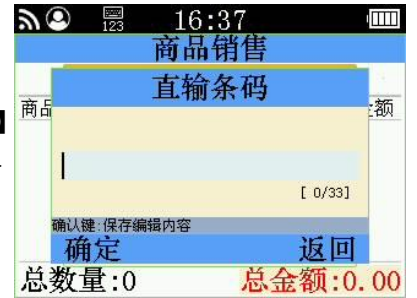 123 16:37
商品销售
商品
额
直输条码
[ 0/33]
确认键:保存编辑内容
确定 返回
总数量:0 总金额:0.00